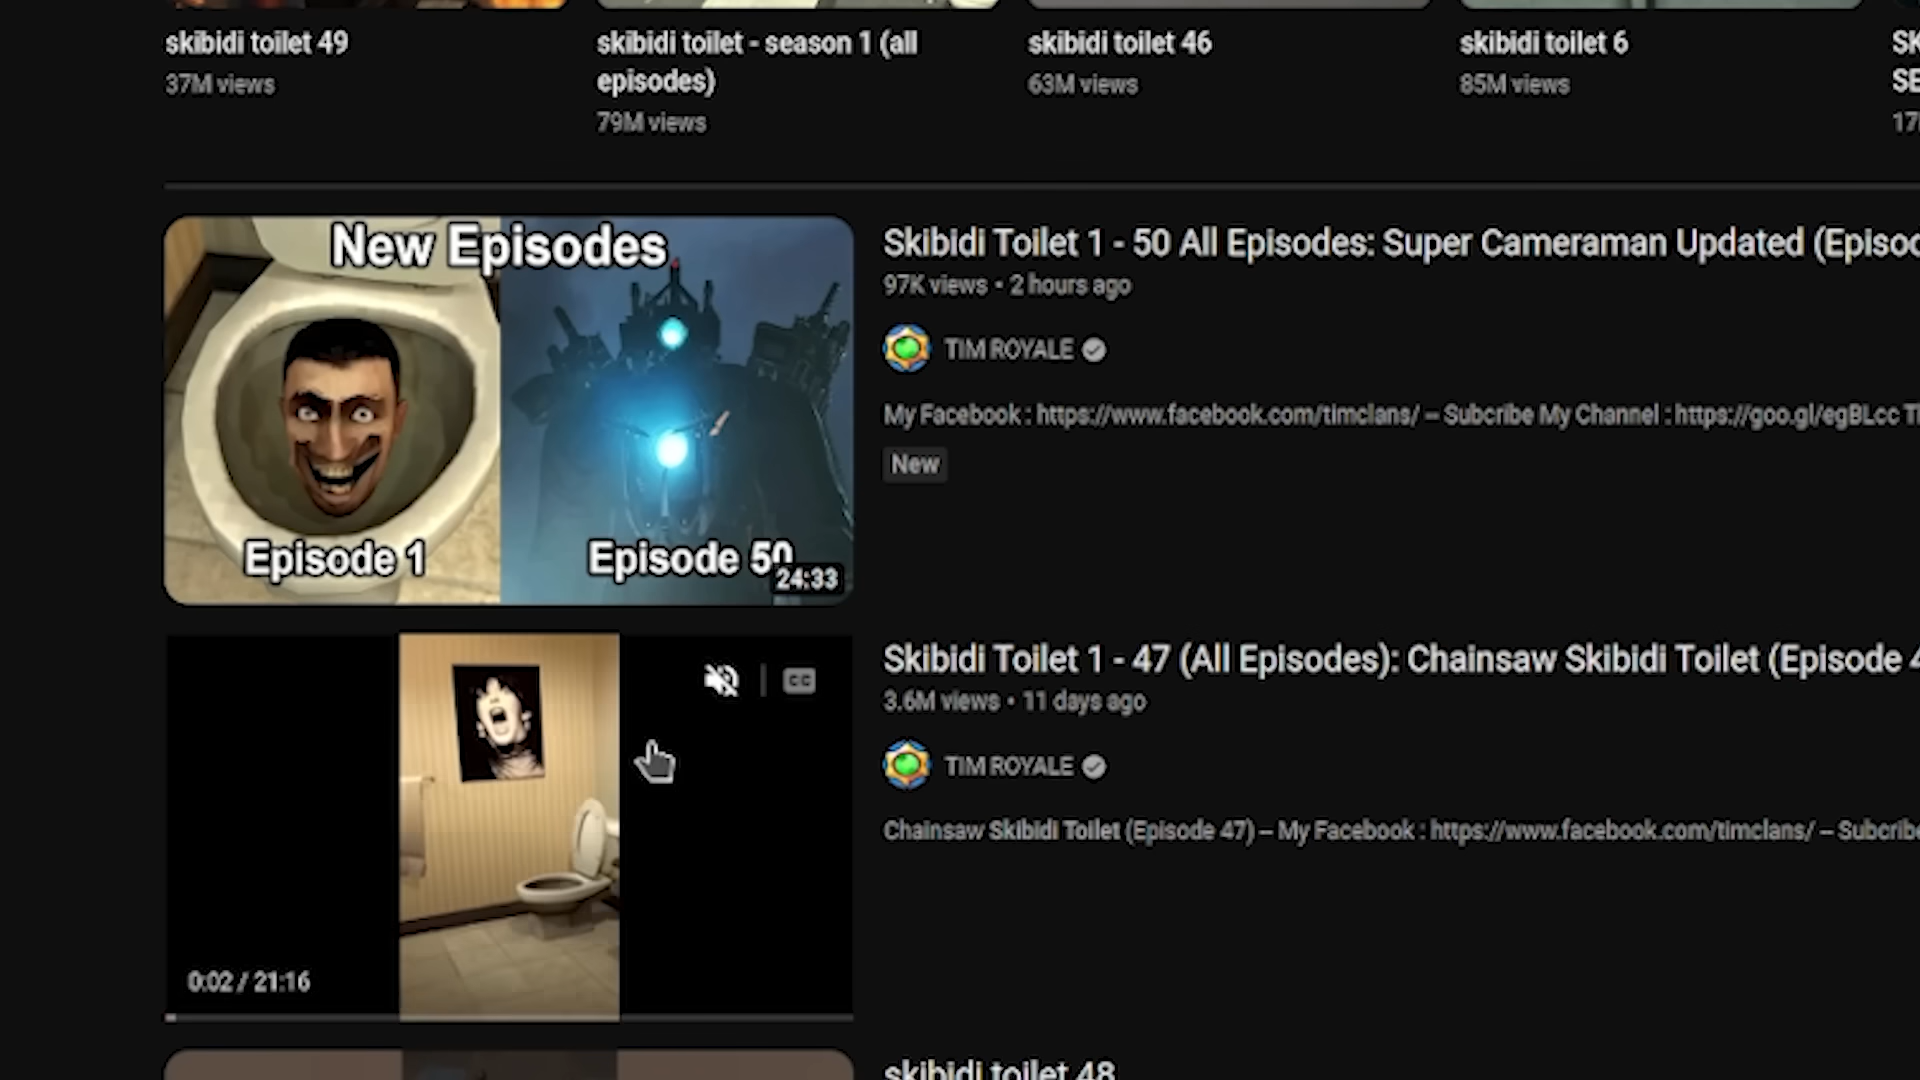 skibidi toilet 49
37M views
skibidi toilet - season 1 (all
episodes)
79M views
skibidi toilet 46
63M views
skibidi toilet 6
85M views
New Episodes
Episode 1
Episode 50
24:33
Skibidi Toilet 1 - 50 All Episodes: Super Cameraman Updated
97K views • 2 hours ago
TIM ROYALE
My Facebook : https://www.facebook.com/timclans/ – Subcribe My Channel : https://goo.gl/egBLcc
New
CC
0:02 / 21:16
Skibidi Toilet 1 - 47 (All Episodes): Chainsaw Skibidi Toilet (Episode
3.6M views • 11 days ago
TIM ROYALE
Chainsaw Skibidi Toilet (Episode 47) – My Facebook : https://www.facebook.com/timclans/ –
skibidi toilet 48